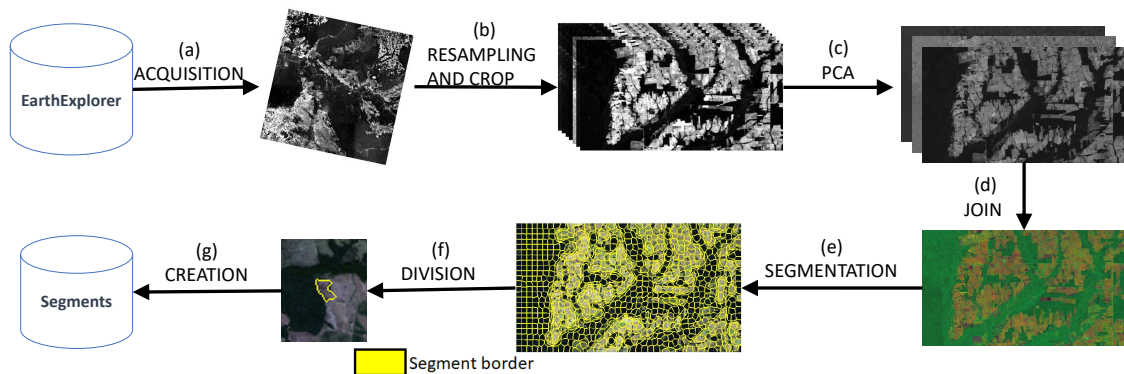 (a)
ACQUISITION
EarthExplorer
(b)
RESAMPLING
AND CROP
(c)
PCA
(d)
JOIN
(e)
SEGMENTATION
(f)
DIVISION
(g)
CREATION
Segments
Segment border